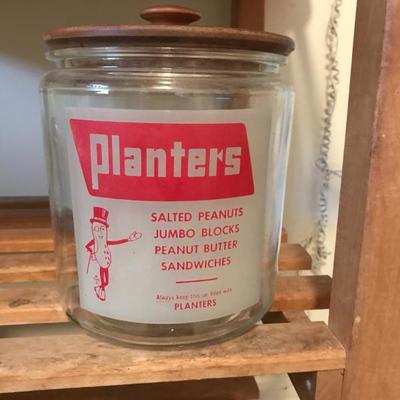 Planters
SALTED PEANUTS
JUMBO BLOCKS
PEANUT BUTTER
SANDWICHES
Always keep this jar filled with
PLANTERS